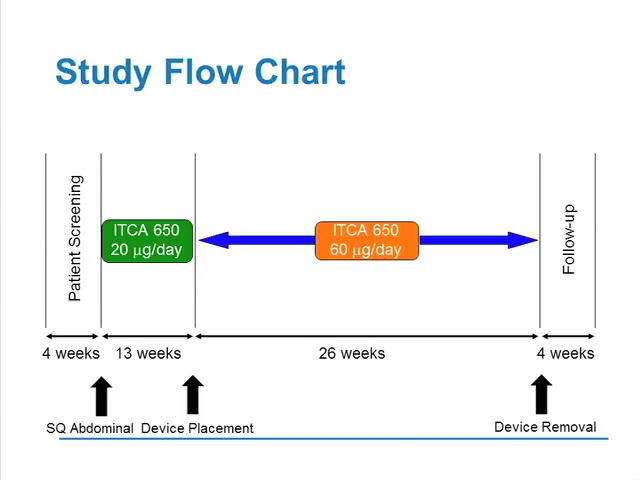 Study Flow Chart
Patient Screening
ITCA 650
20 μg/day
ITCA 650
60 μg/day
Follow-up
4 weeks
13 weeks
26 weeks
4 weeks
SQ Abdominal
Device Placement
Device Removal